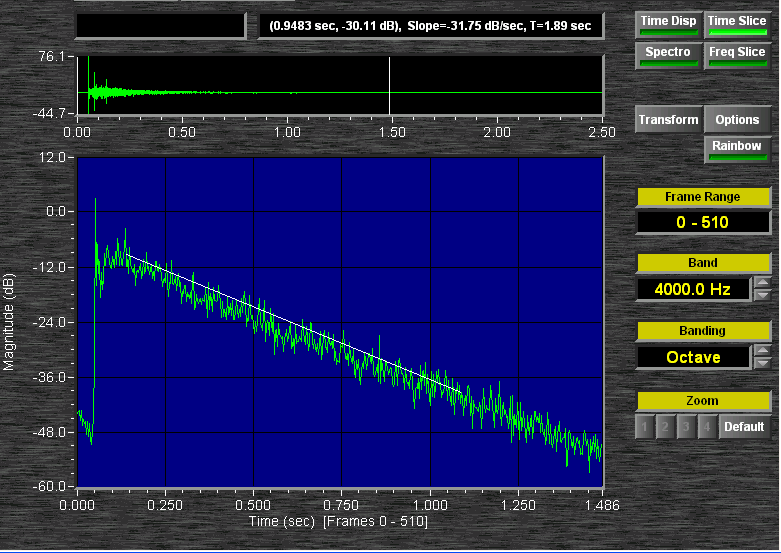 (0.9483 sec, -30.11 dB), Slope=-31.75 dB/sec, T=1.89 sec
Time Disp
Time Slice
Spectro
Freq Slice
76.1
-44.7
0.00
0.50
1.00
1.50
2.00
2.50
Transform
Options
Rainbow
12.0
0.0
-12.0
-24.0
-36.0
-48.0
-60.0
Magnitude (dB)
0.000
0.250
0.500
0.750
1.000
1.250
1.486
Time (sec) [Frames 0 - 510]
Frame Range
0 - 510
Band
4000.0 Hz
Banding
Octave
Zoom
1
2
3
4
Default